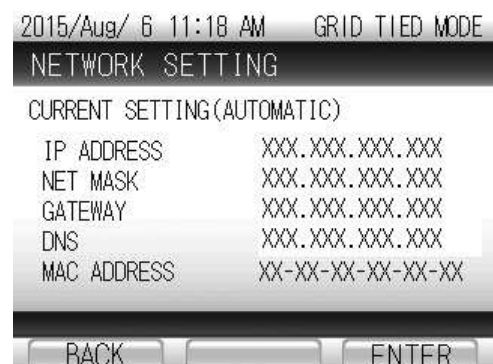 2015/Aug/ 6 11:18 AM GRID TIED MODE
NETWORK SETTING
CURRENT SETTING(AUTOMATIC)
IP ADDRESS XXX.XXX.XXX.XXX
NET MASK XXX.XXX.XXX.XXX
GATEWAY XXX.XXX.XXX.XXX
DNS XXX.XXX.XXX.XXX
MAC ADDRESS XX-XX-XX-XX-XX-XX
BACK ENTER